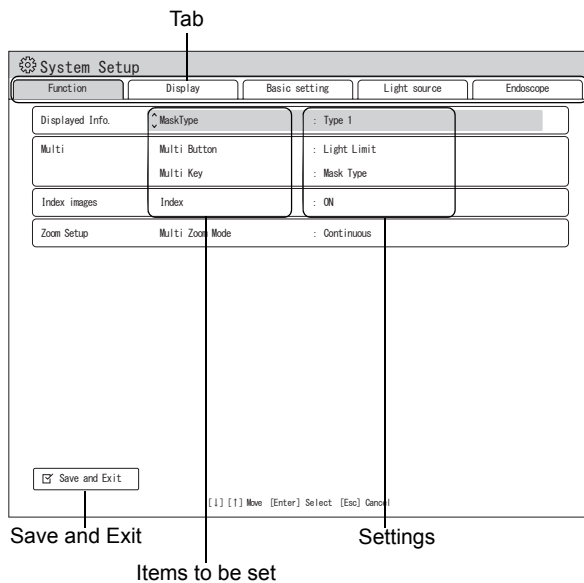 Tab
System Setup
Function Display Basic setting Light source Endoscope
Displayed Info. MaskType : Type 1
Multi Multi Button : Light Limit
Multi Key : Mask Type
Index images Index : ON
Zoom Setup Multi Zoom Mode : Continuous
Save and Exit
[↓] [↑] Move [Enter] Select [Esc] Cancel
Save and Exit Settings
Items to be set